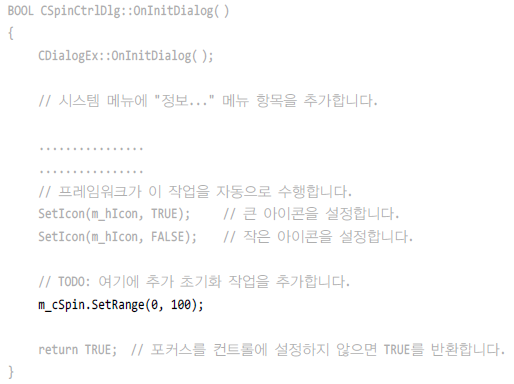 BOOL CSpinCtrlDlg::OnInitDialog()
{
CDialogEx::OnInitDialog();
// 시스템 메뉴에 "정보..." 메뉴 항목을 추가합니다.
................
................
// 프레임워크가 이 작업을 자동으로 수행합니다.
SetIcon(m_hIcon, TRUE); // 큰 아이콘을 설정합니다.
SetIcon(m_hIcon, FALSE); // 작은 아이콘을 설정합니다.
// TODO: 여기에 추가 초기화 작업을 추가합니다.
m_cSpin.SetRange(0, 100);
return TRUE; // 포커스를 컨트롤에 설정하지 않으면 TRUE를 반환합니다.
}